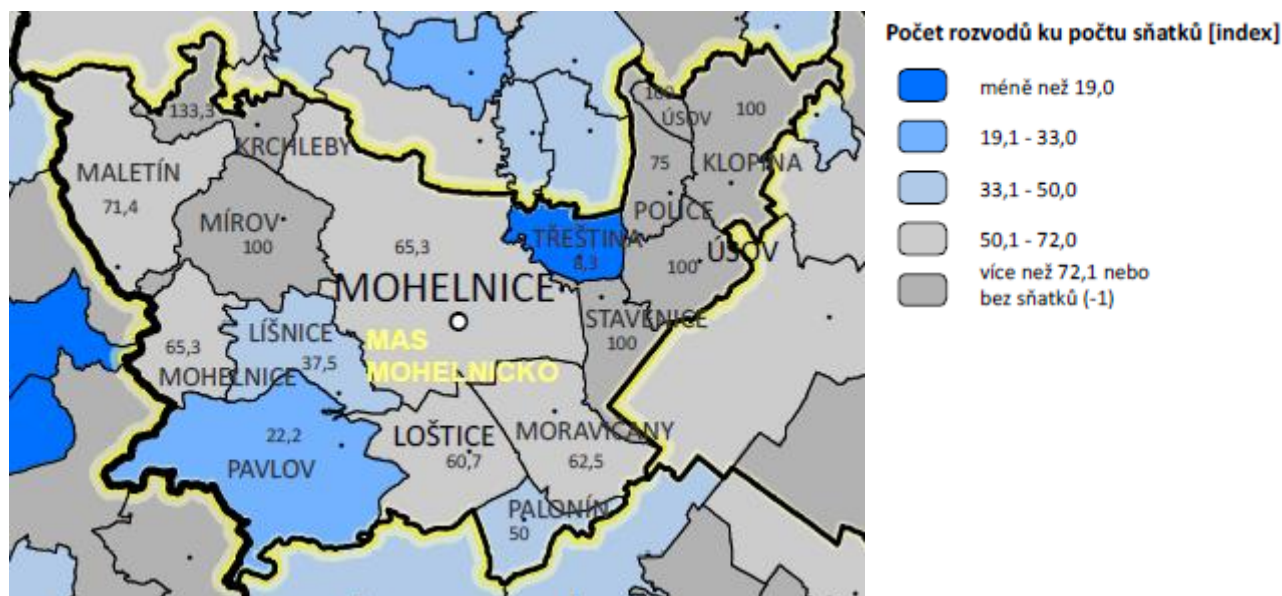 Počet rozvodů ku počtu sňatků [index]
méně než 19,0
19,1 - 33,0
33,1 - 50,0
50,1 - 72,0
více než 72,1 nebo
bez sňatků (-1)
133,3
KRCHLEBY
MALETÍN
71,4
MÍROV
100
65,3
MOHELNICE
TŘEŠTINA
8,3
100
ÚSOV
75
POLICE
100
KLOPINA
100
ÚSOV
STAVENICE
100
LÍŠNICE
37,5
65,3
MOHELNICE
MAS
MOHELNICKO
22,2
PAVLOV
LOŠTICE
60,7
MORAVIČANY
62,5
PALONÍN
50